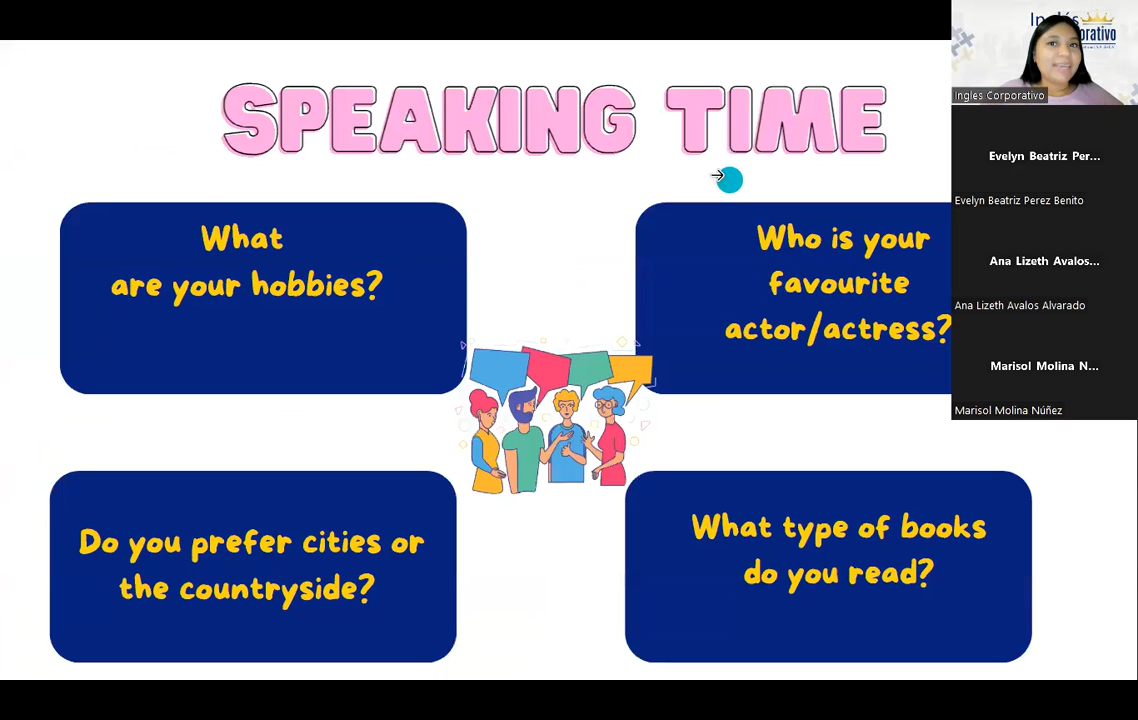 SPEAKING TIME
What
are your hobbies?
Who is your
favourite
actor/actress?
Do you prefer cities or
the countryside?
What type of books
do you read?
Ingles Corporativo
Evelyn Beatriz Per...
Evelyn Beatriz Perez Benito
Ana Lizeth Avalos...
Ana Lizeth Avalos Alvarado
Marisol Molina N...
Marisol Molina Núñez